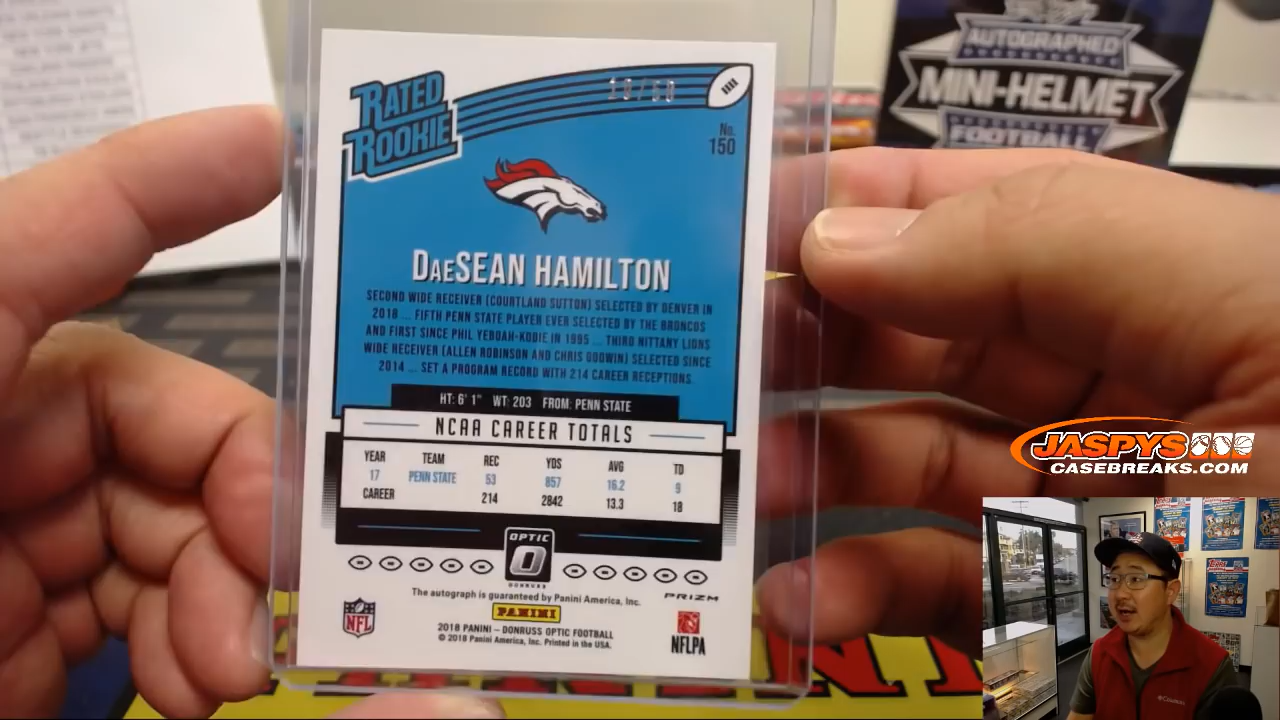 AUTOGRAPHED
MINI-HELMET
FOOTBALL
RATED
ROOKIE
No.
150
DAESEAN HAMILTON
SECOND WIDE RECEIVER (COURTLAND SUTTON) SELECTED BY DENVER IN
2018 ... FIFTH PENN STATE PLAYER EVER SELECTED BY THE BRONCOS
AND FIRST SINCE PHIL YEBOAH-KODIE IN 1995 ... THIRD NITTANY LIONS
WIDE RECEIVER (ALLEN ROBINSON AND CHRIS GODWIN) SELECTED SINCE
2014 ... SET A PROGRAM RECORD WITH 214 CAREER RECEPTIONS.
HT: 6' 1" WT: 203 FROM: PENN STATE
NCAA CAREER TOTALS
YEAR TEAM REC YDS AVG TD
17 PENN STATE 53 857 16.2 9
CAREER 214 2842 13.3 18
OPTIC
DONRUSS
The autograph is guaranteed by Panini America, Inc.
PRIZM
PANINI
NFL
2018 PANINI – DONRUSS OPTIC FOOTBALL
© 2018 Panini America, Inc. Printed in the USA.
NFLPA
JASPYS
CASEBREAKS.COM
Columbia